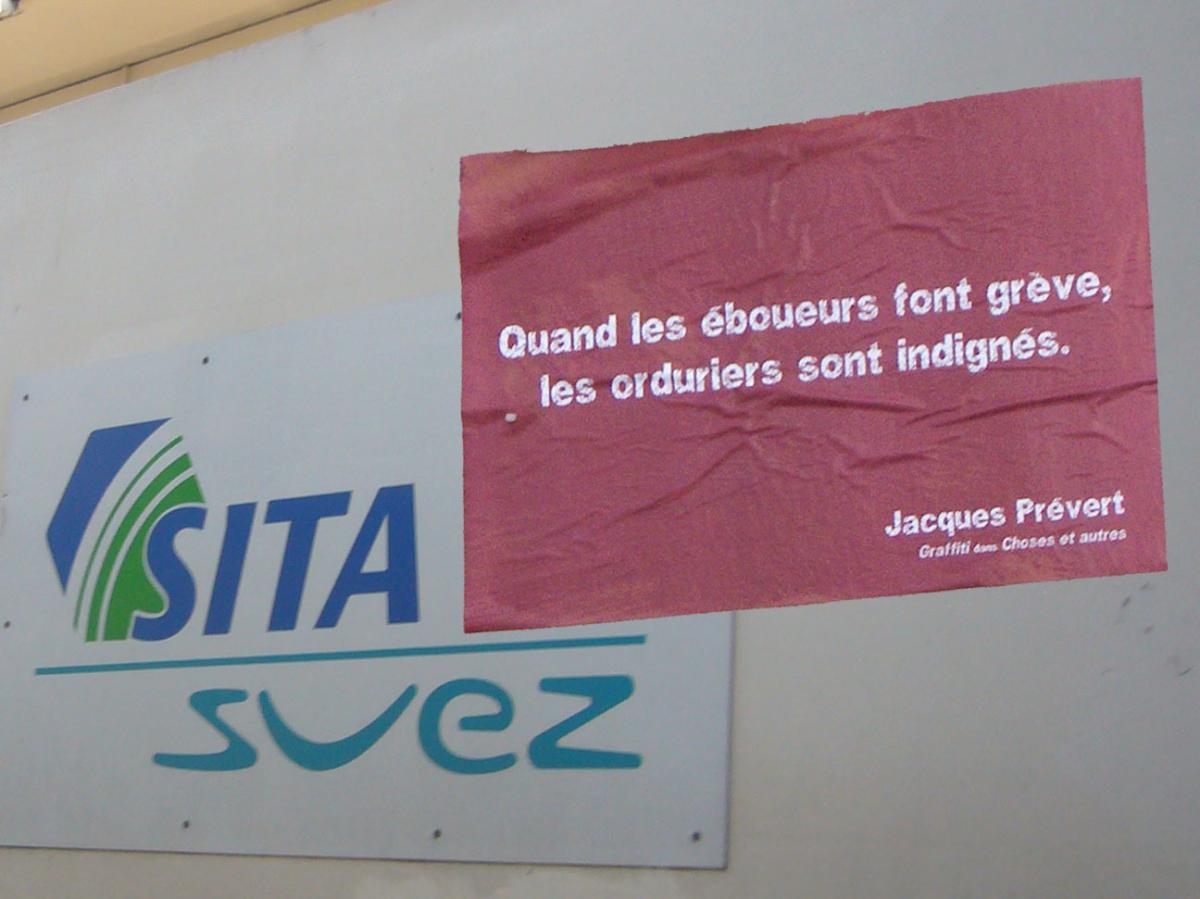 Quand les éboueurs font grève,
les orduriers sont indignés.
Jacques Prévert
Graffiti dans Choses et autres
SITA
suez